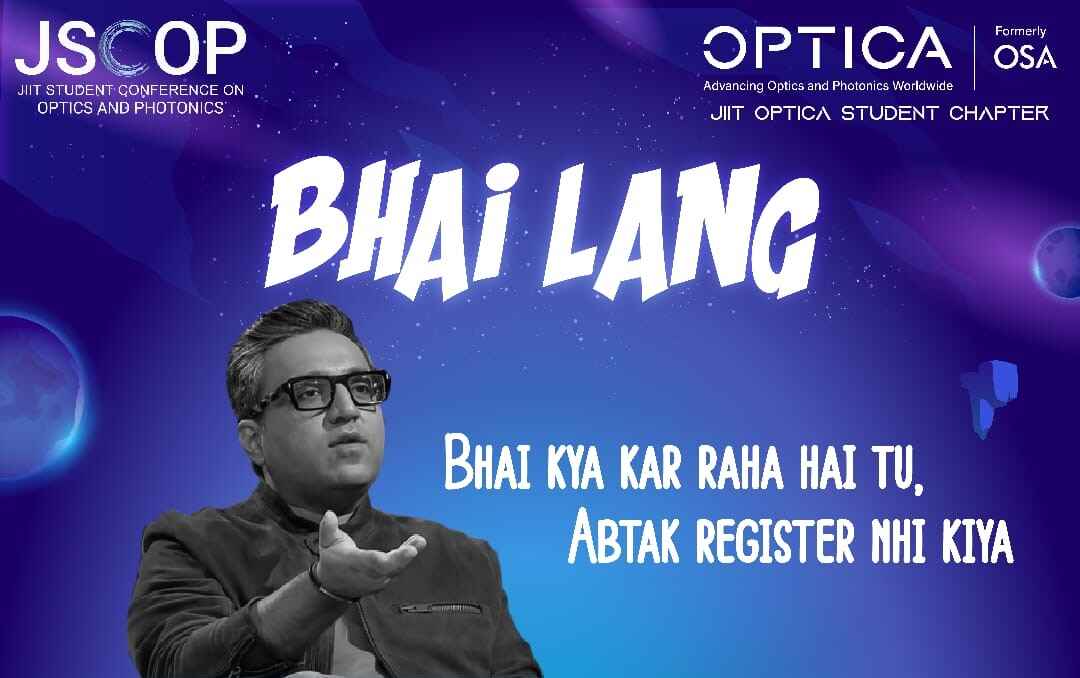 JSCOP
JIIT STUDENT CONFERENCE ON
OPTICS AND PHOTONICS
OPTICA
Advancing Optics and Photonics Worldwide
Formerly
OSA
JIIT OPTICA STUDENT CHAPTER
BHAi LANG
BHAI KYA KAR RAHA HAI TU,
ABTAK REGISTER NHI KIYA